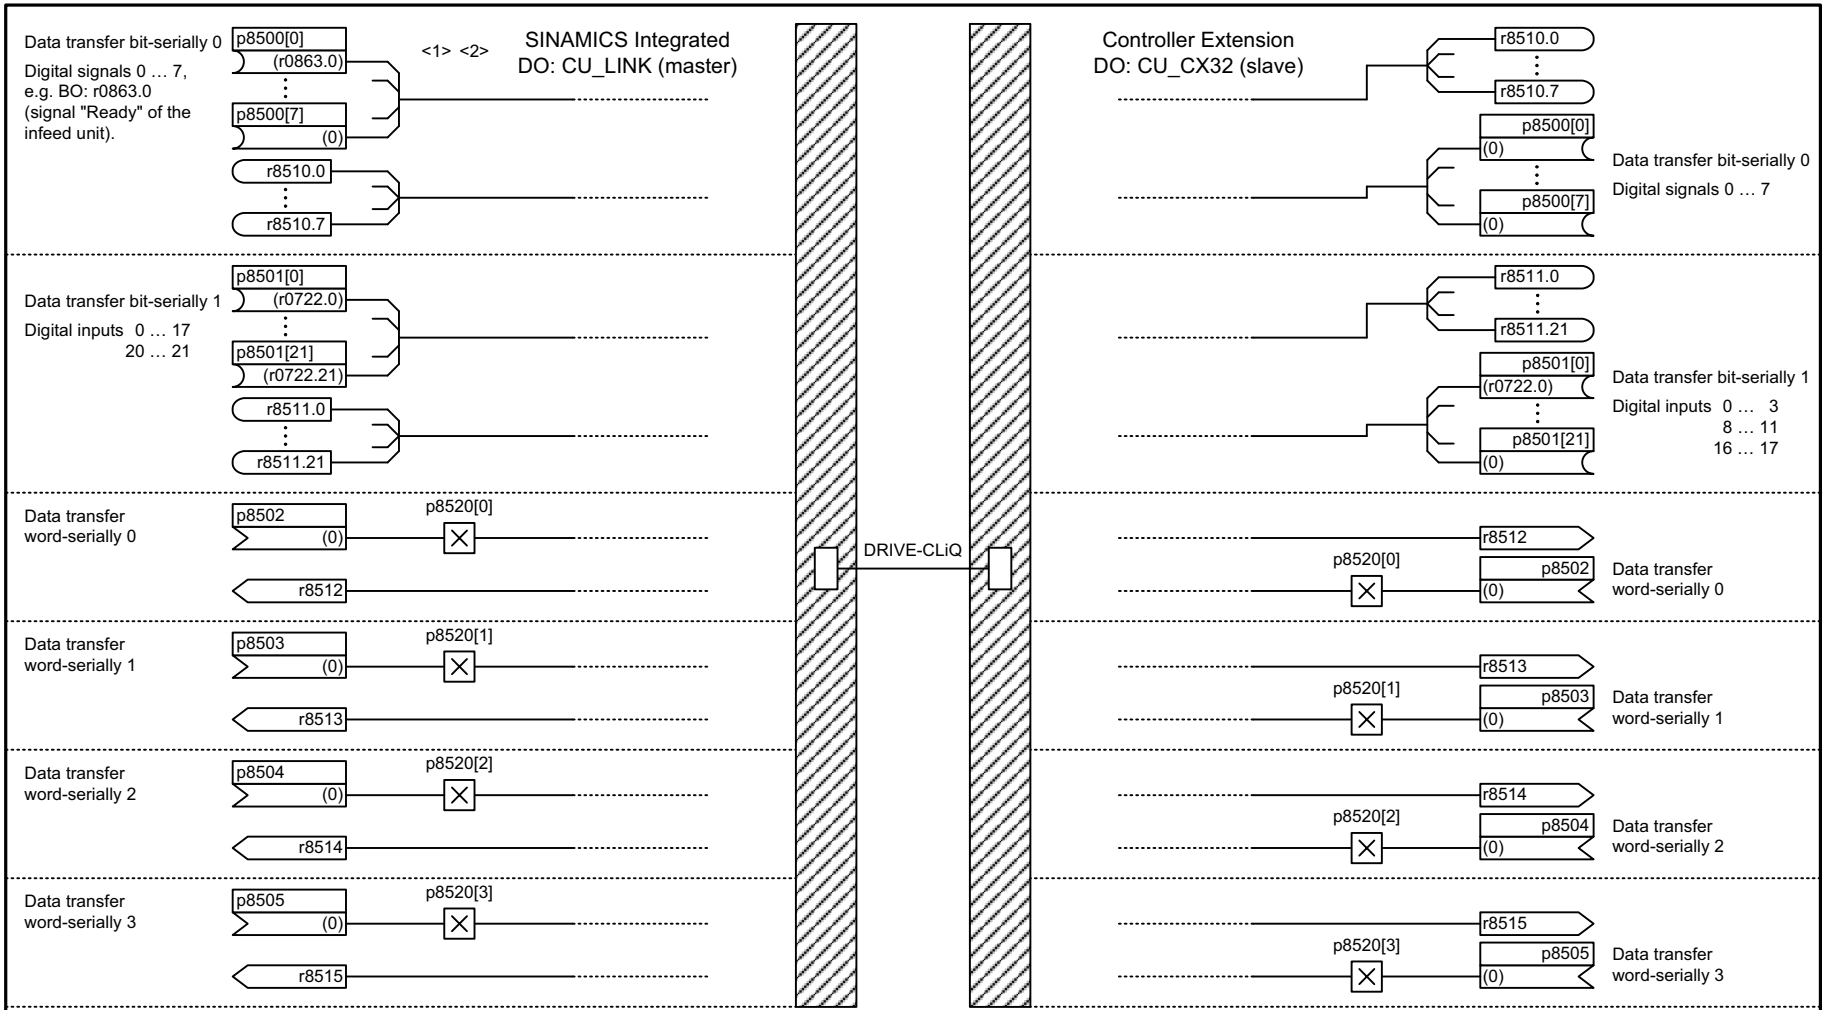 SINAMICS Integrated
DO: CU_LINK (master)
<1> <2>
Data transfer bit-serially 0
Digital signals 0 … 7,
e.g. BO: r0863.0
(signal "Ready" of the
infeed unit).
p8500[0]
(r0863.0)
p8500[7]
(0)
r8510.0
r8510.7
Data transfer bit-serially 1
Digital inputs 0 … 17
20 … 21
p8501[0]
(r0722.0)
p8501[21]
(r0722.21)
r8511.0
r8511.21
Data transfer
word-serially 0
p8502
(0)
p8520[0]
r8512
Data transfer
word-serially 1
p8503
(0)
p8520[1]
r8513
Data transfer
word-serially 2
p8504
(0)
p8520[2]
r8514
Data transfer
word-serially 3
p8505
(0)
p8520[3]
r8515
DRIVE-CLiQ
Controller Extension
DO: CU_CX32 (slave)
r8510.0
r8510.7
p8500[0]
(0)
p8500[7]
(0)
Data transfer bit-serially 0
Digital signals 0 … 7
r8511.0
r8511.21
p8501[0]
(r0722.0)
p8501[21]
(0)
Data transfer bit-serially 1
Digital inputs 0 … 3
8 … 11
16 … 17
r8512
p8520[0]
p8502
(0)
Data transfer
word-serially 0
r8513
p8520[1]
p8503
(0)
Data transfer
word-serially 1
r8514
p8520[2]
p8504
(0)
Data transfer
word-serially 2
r8515
p8520[3]
p8505
(0)
Data transfer
word-serially 3